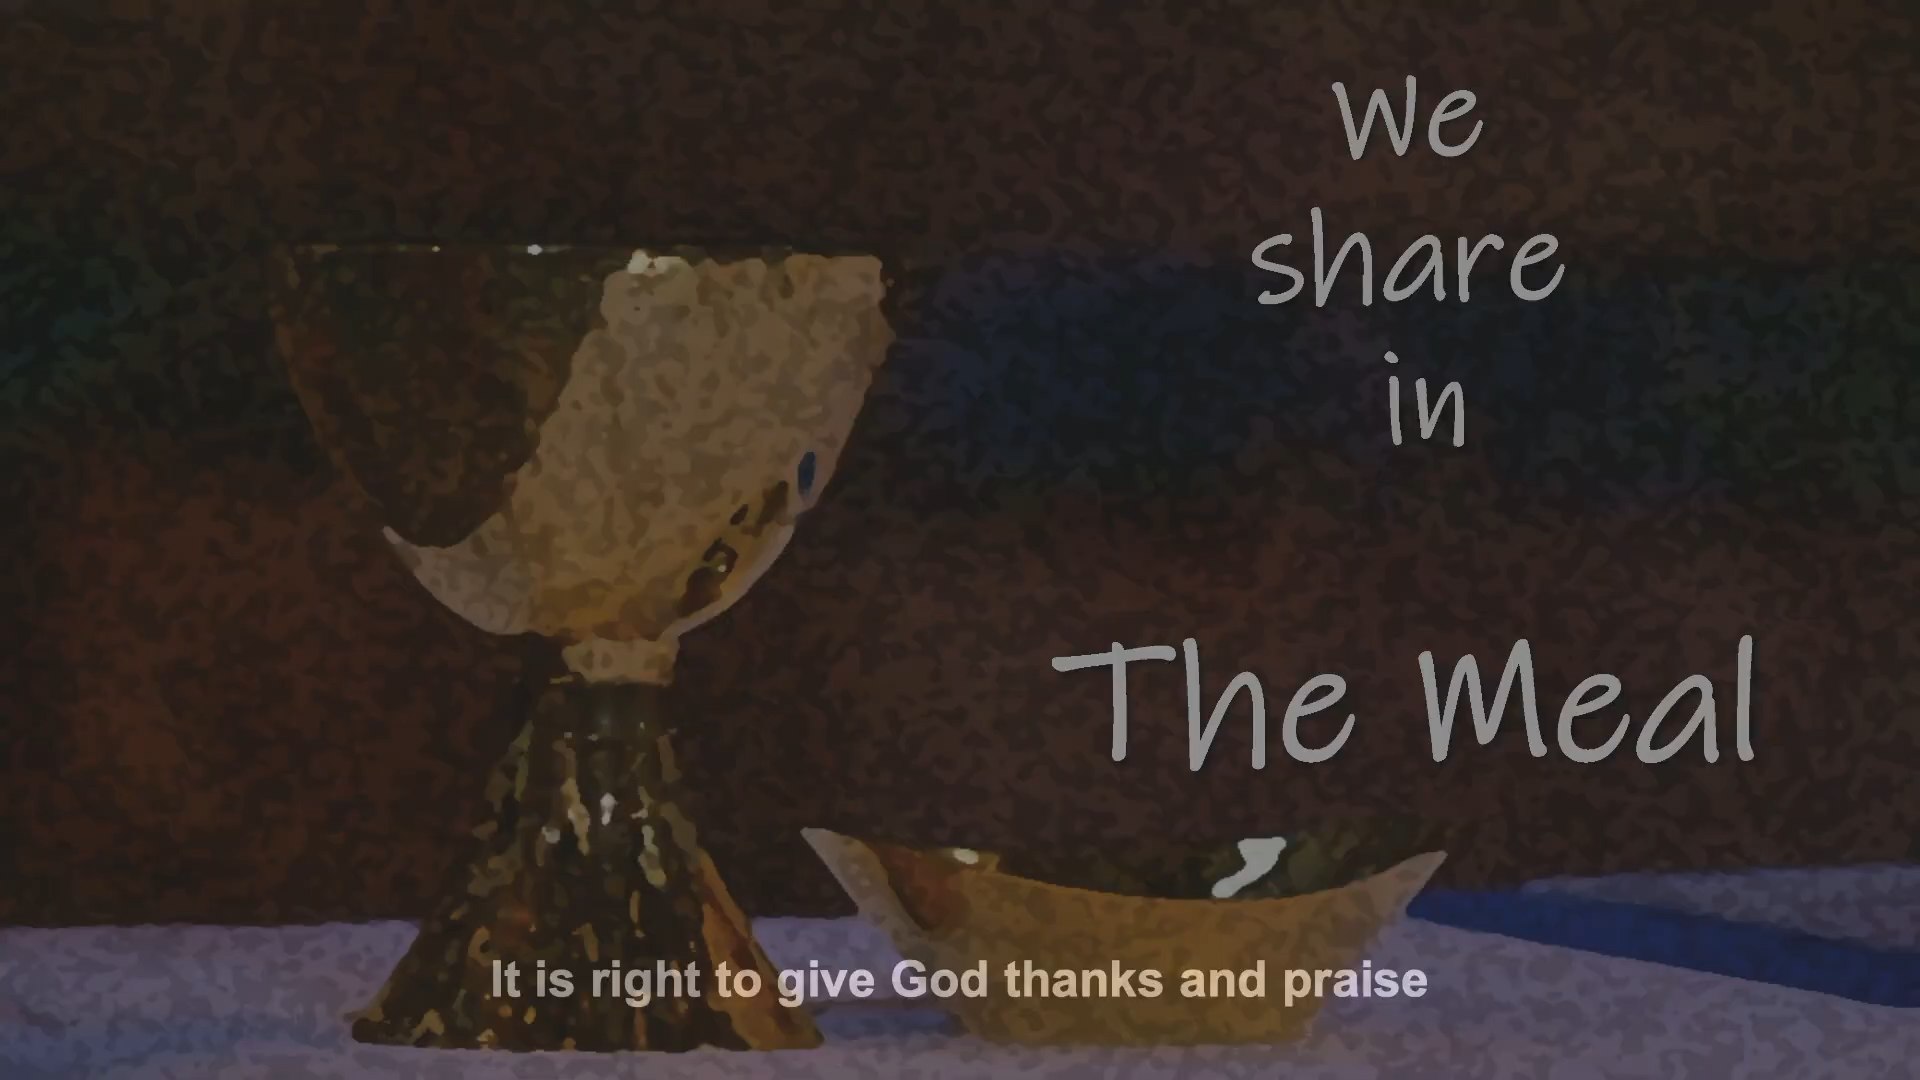 We
share
in
The Meal
It is right to give God thanks and praise